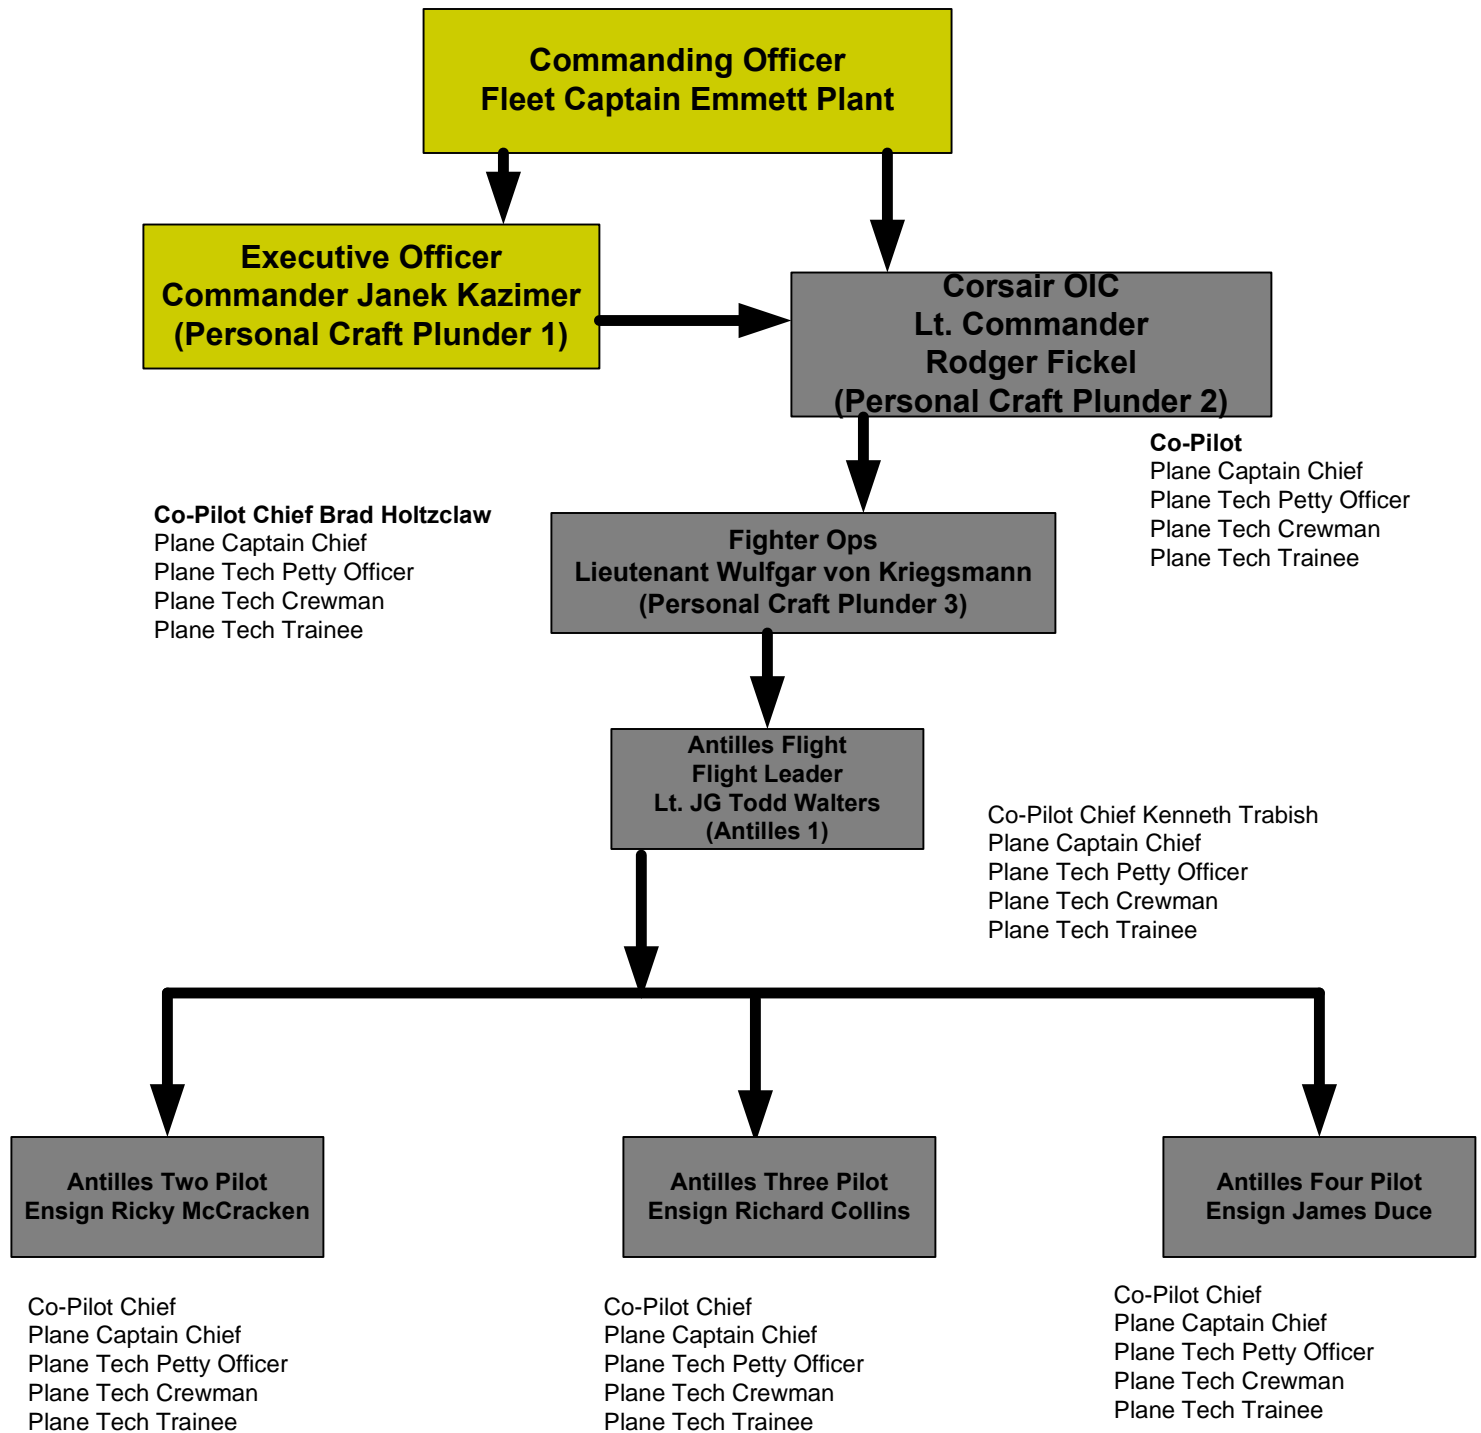 Commanding Officer
Fleet Captain Emmett Plant
Executive Officer
Commander Janek Kazimer
(Personal Craft Plunder 1)
Corsair OIC
Lt. Commander
Rodger Fickel
(Personal Craft Plunder 2)
Co-Pilot
Plane Captain Chief
Plane Tech Petty Officer
Plane Tech Crewman
Plane Tech Trainee
Co-Pilot Chief Brad Holtzclaw
Plane Captain Chief
Plane Tech Petty Officer
Plane Tech Crewman
Plane Tech Trainee
Fighter Ops
Lieutenant Wulfgar von Kriegsmann
(Personal Craft Plunder 3)
Antilles Flight
Flight Leader
Lt. JG Todd Walters
(Antilles 1)
Co-Pilot Chief Kenneth Trabish
Plane Captain Chief
Plane Tech Petty Officer
Plane Tech Crewman
Plane Tech Trainee
Antilles Two Pilot
Ensign Ricky McCracken
Antilles Three Pilot
Ensign Richard Collins
Antilles Four Pilot
Ensign James Duce
Co-Pilot Chief
Plane Captain Chief
Plane Tech Petty Officer
Plane Tech Crewman
Plane Tech Trainee
Co-Pilot Chief
Plane Captain Chief
Plane Tech Petty Officer
Plane Tech Crewman
Plane Tech Trainee
Co-Pilot Chief
Plane Captain Chief
Plane Tech Petty Officer
Plane Tech Crewman
Plane Tech Trainee